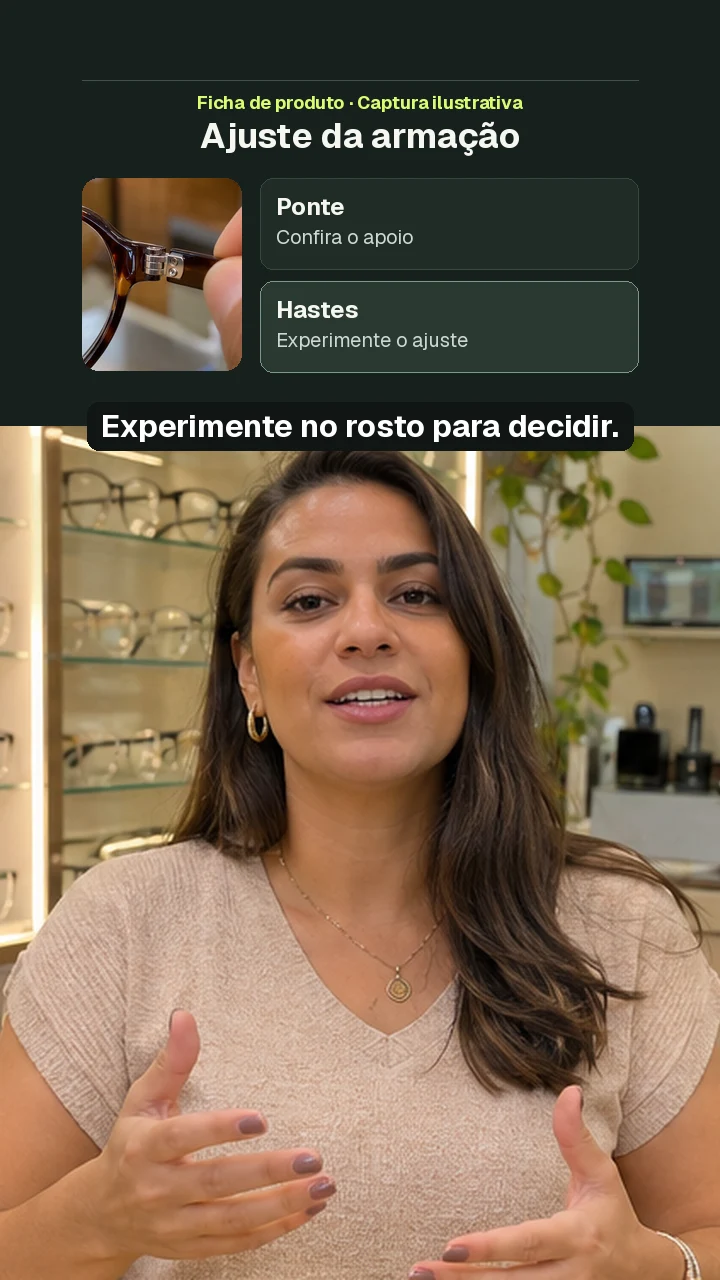 Ficha de produto · Captura ilustrativa
Ajuste da armação
Ponte
Confira o apoio
Hastes
Experimente o ajuste
Experimente no rosto para decidir.